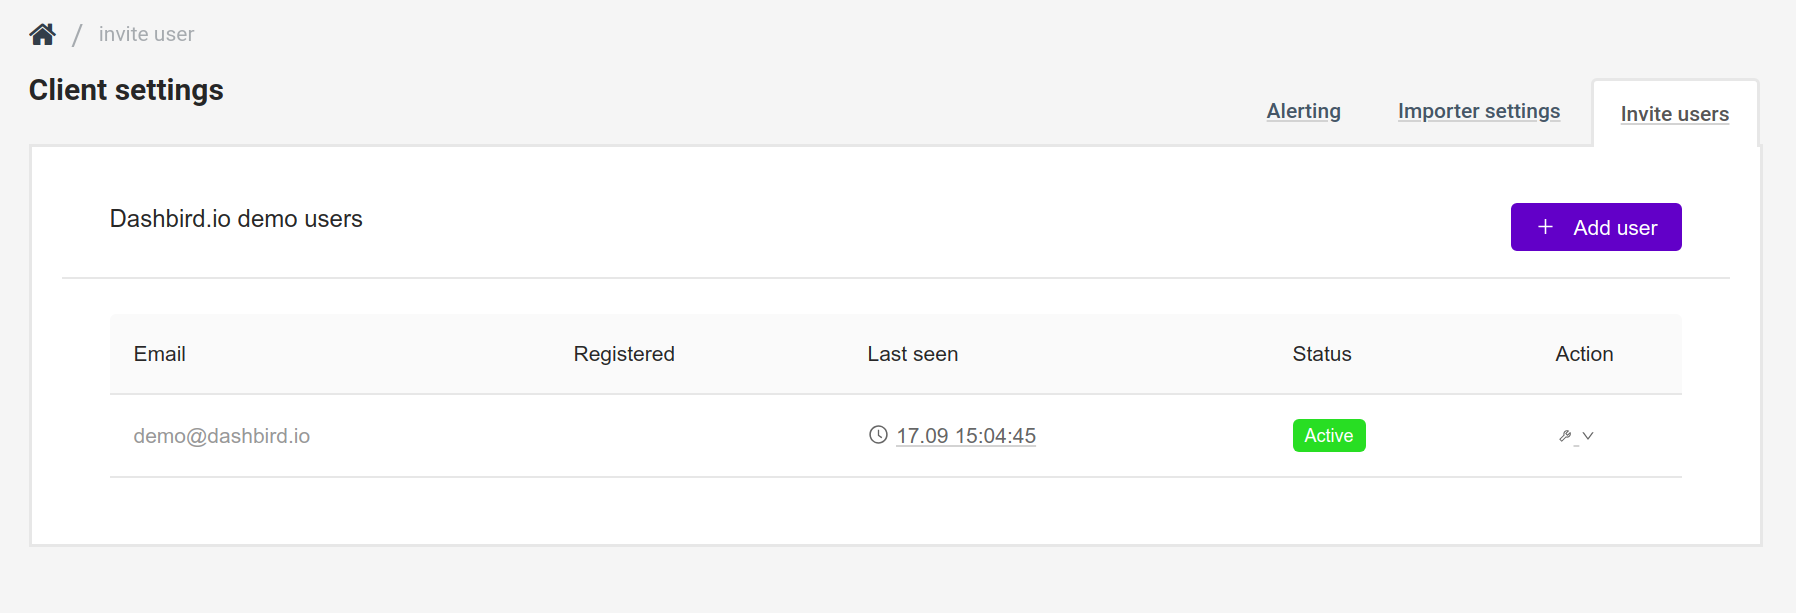 / invite user
Client settings
Alerting
Importer settings
Invite users
Dashbird.io demo users
+ Add user
Email Registered Last seen Status Action
demo@dashbird.io 17.09 15:04:45 Active